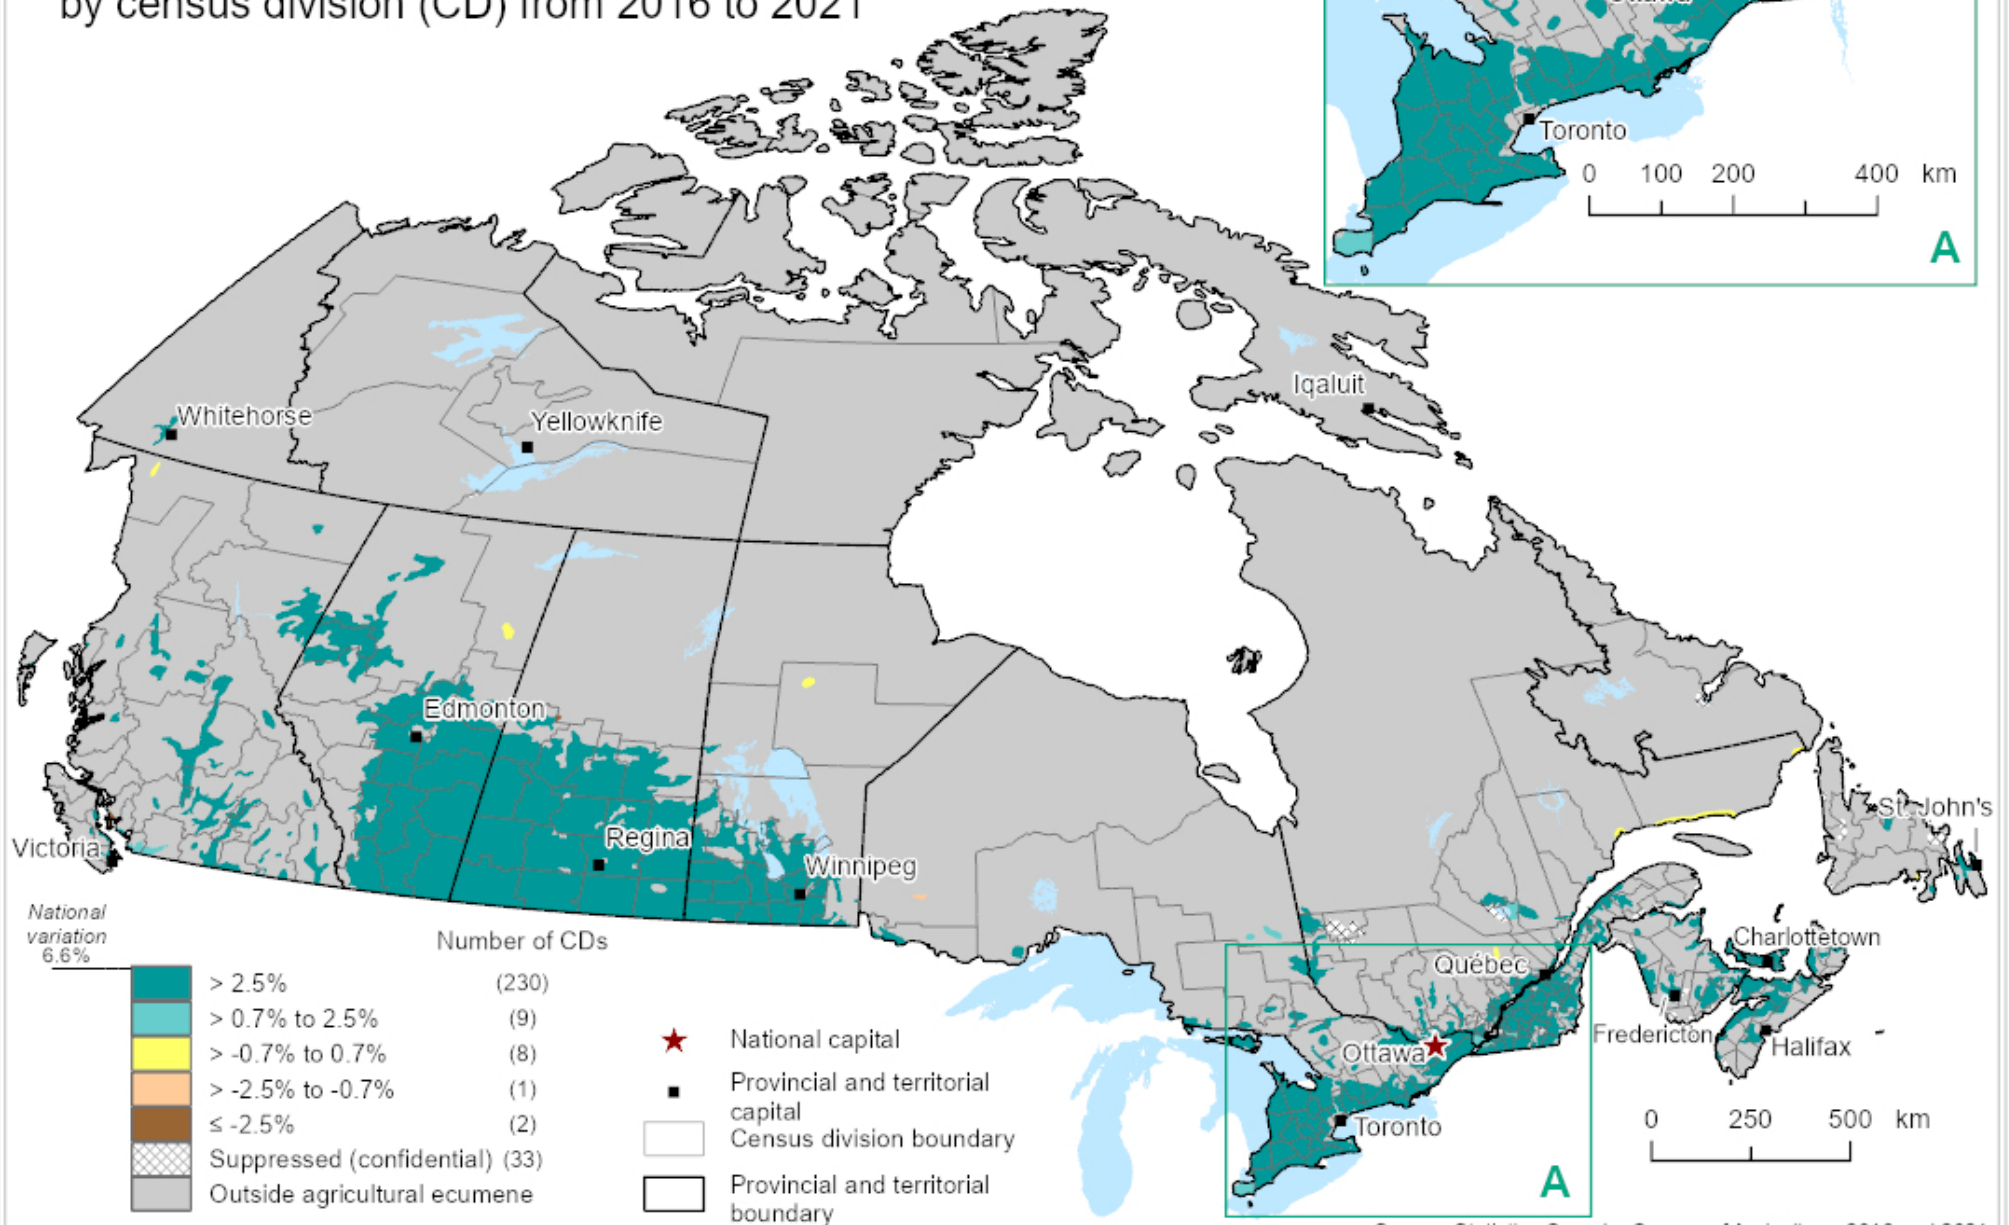 by census division (CD) from 2016 to 2021
Ottawa
Toronto
0 100 200 400 km
A
Whitehorse
Yellowknife
Iqaluit
Edmonton
Regina
Winnipeg
Victoria
St. John's
Charlottetown
Québec
Fredericton
Halifax
Ottawa
Toronto
A
0 250 500 km
National
variation
6.6%
Number of CDs
> 2.5% (230)
> 0.7% to 2.5% (9)
> -0.7% to 0.7% (8)
> -2.5% to -0.7% (1)
≤ -2.5% (2)
Suppressed (confidential) (33)
Outside agricultural ecumene
National capital
Provincial and territorial
capital
Census division boundary
Provincial and territorial
boundary